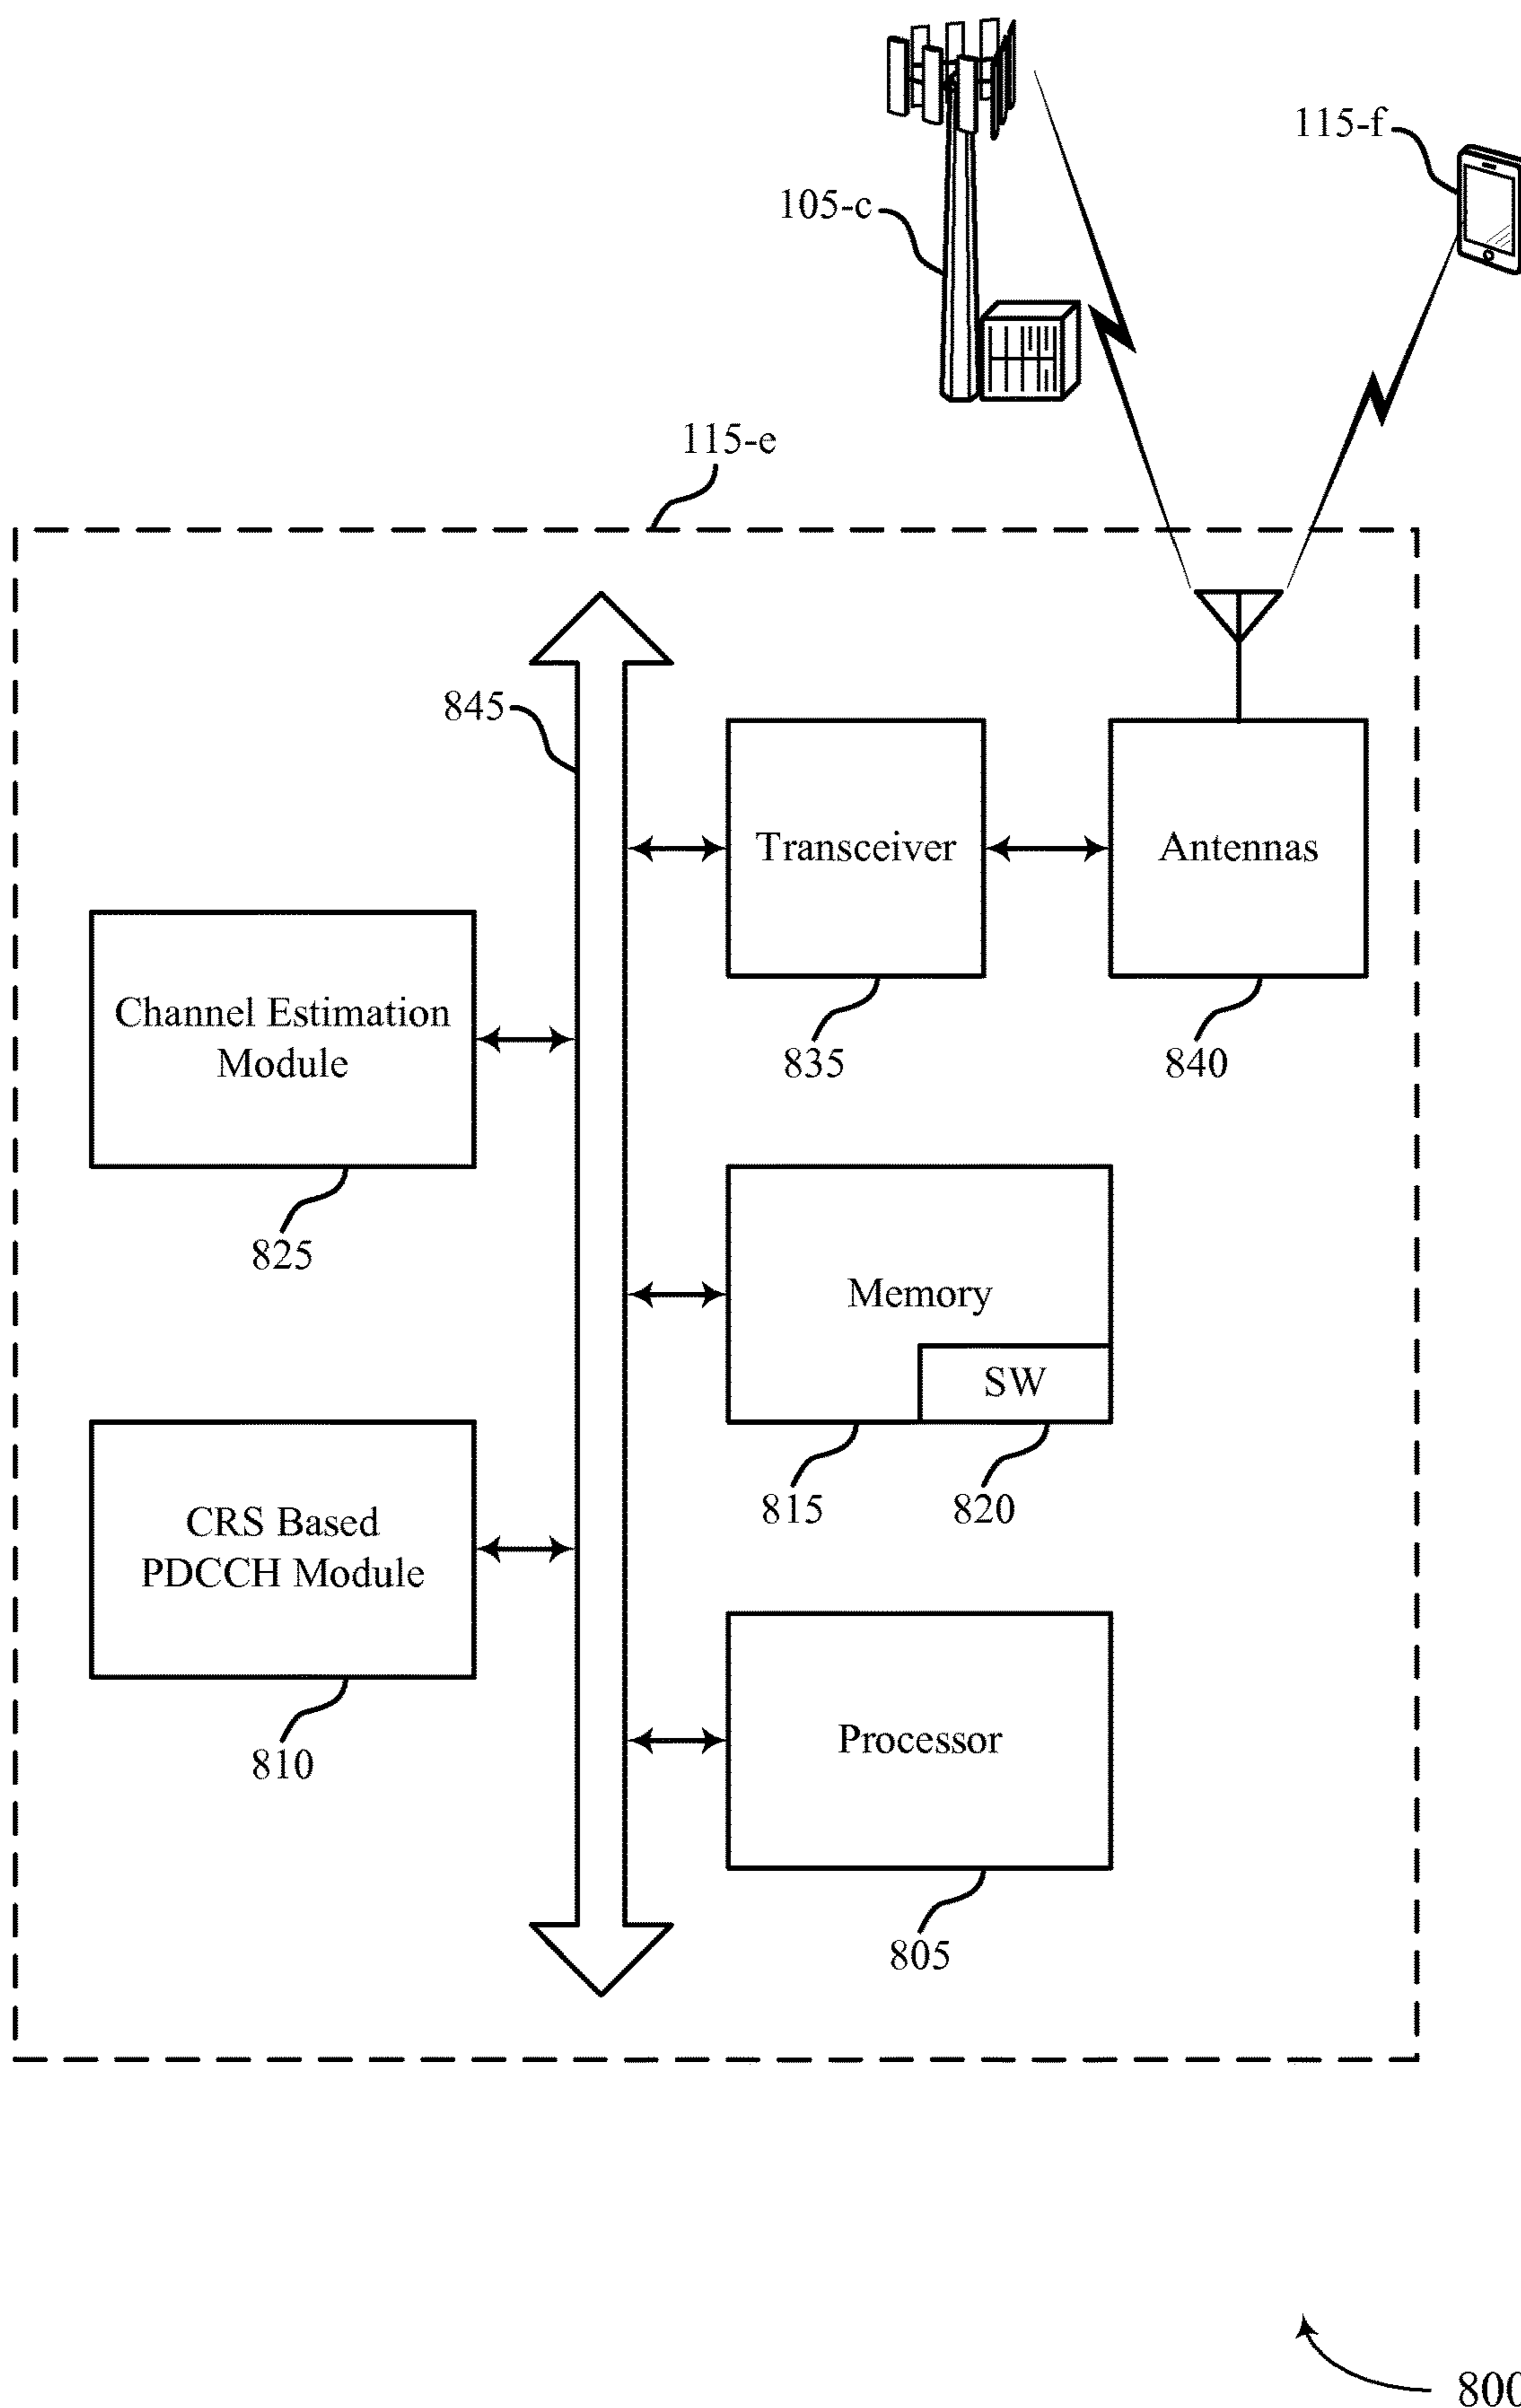 115-f
105-c
115-e
845
Transceiver
Antennas
Channel Estimation
Module
835
840
825
Memory
SW
CRS Based
PDCCH Module
815
820
Processor
810
805
800